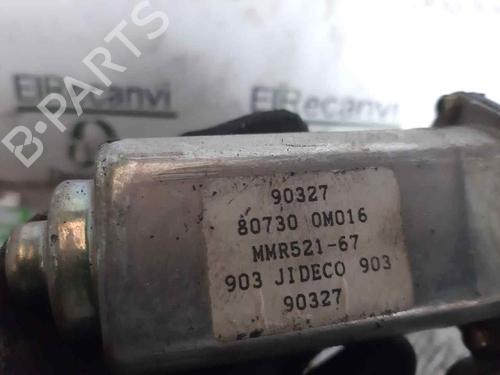 ElRecanvi
ElRecanvi
B-PARTS
90327
80730 0M016
MMR521-67
903 JIDECO 903
90327